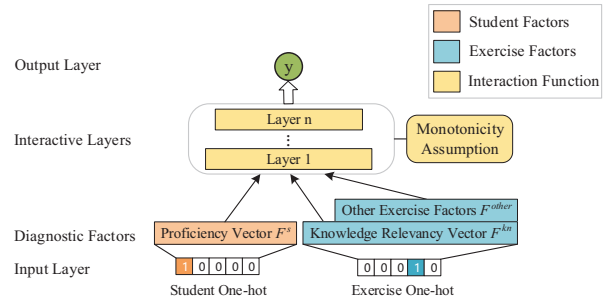 Student Factors
Exercise Factors
Interaction Function
Output Layer
y
Interactive Layers
Layer n
⋮
Layer 1
Monotonicity
Assumption
Other Exercise Factors F^other
Diagnostic Factors
Proficiency Vector F^s
Knowledge Relevancy Vector F^kn
Input Layer
1 0 0 0 0
0 0 0 1 0
Student One-hot
Exercise One-hot